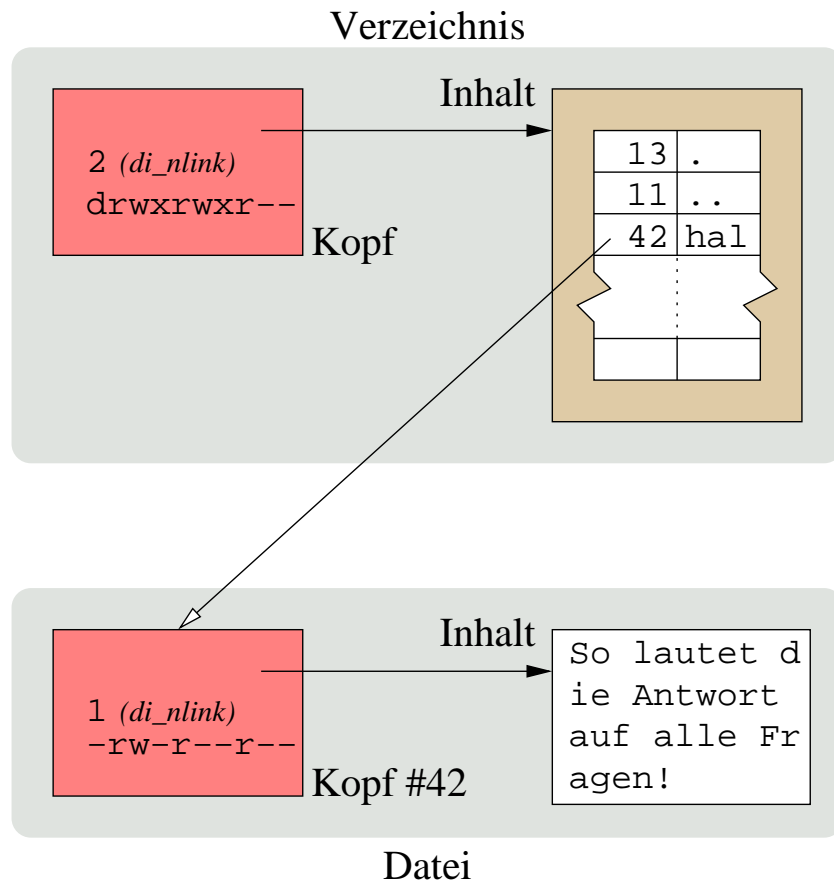 Verzeichnis
Inhalt
2 (di_nlink)
drwxrwxr--
Kopf
13 .
11 ..
42 hal
Inhalt
1 (di_nlink)
-rw-r--r--
Kopf #42
So lautet d
ie Antwort
auf alle Fr
agen!
Datei